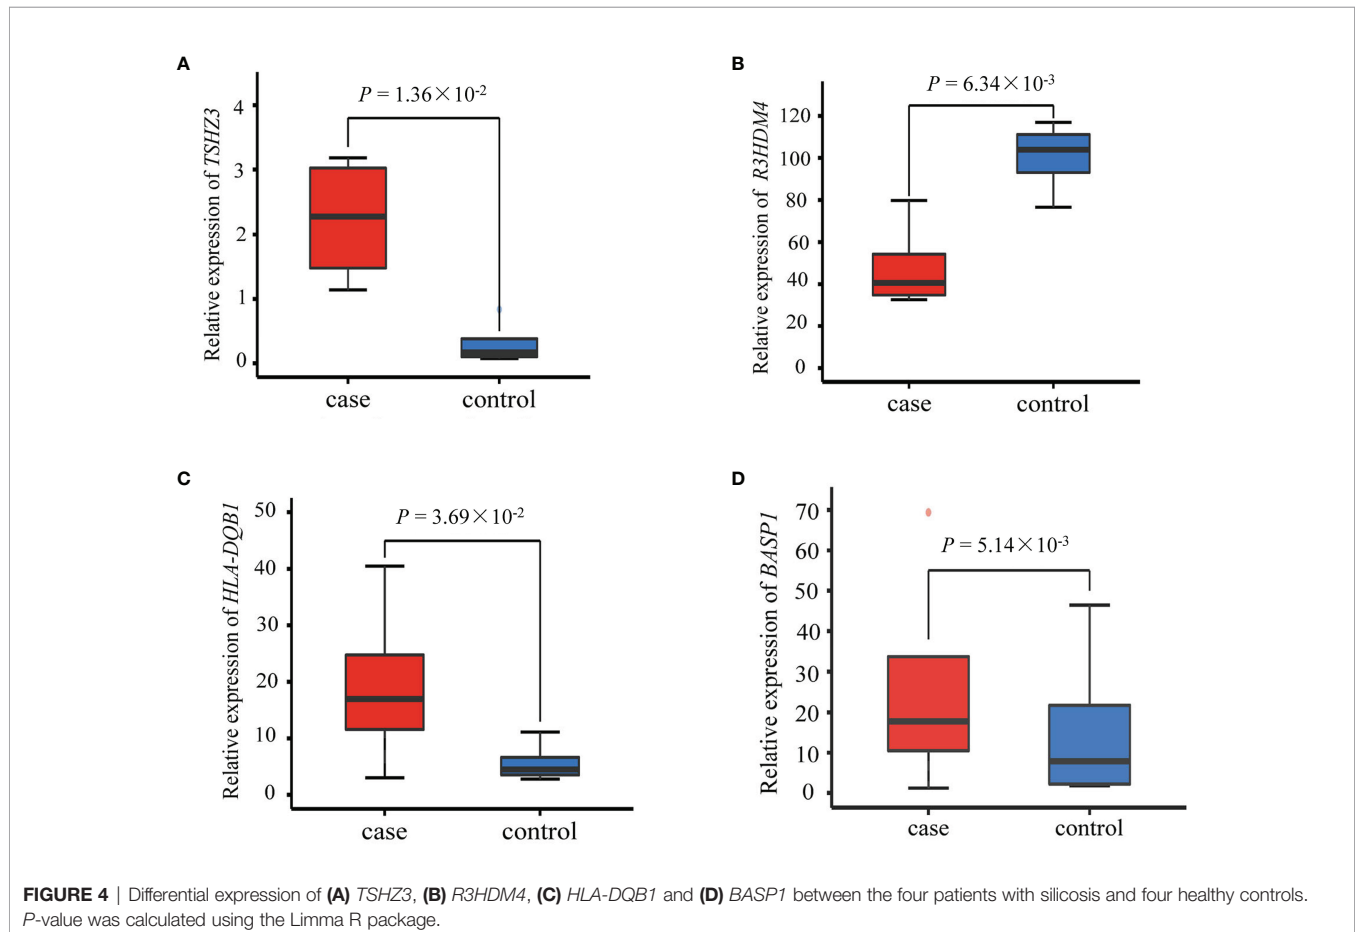 A
P = 1.36×10-2
Relative expression of TSHZ3
4
3
2
1
0
case control
B
P = 6.34×10-3
Relative expression of R3HDM4
120
100
80
60
40
20
0
case control
C
P = 3.69×10-2
Relative expression of HLA-DQB1
50
40
30
20
10
0
case control
D
P = 5.14×10-3
Relative expression of BASP1
70
60
50
40
30
20
10
0
case control
FIGURE 4 | Differential expression of (A) TSHZ3, (B) R3HDM4, (C) HLA-DQB1 and (D) BASP1 between the four patients with silicosis and four healthy controls.
P-value was calculated using the Limma R package.